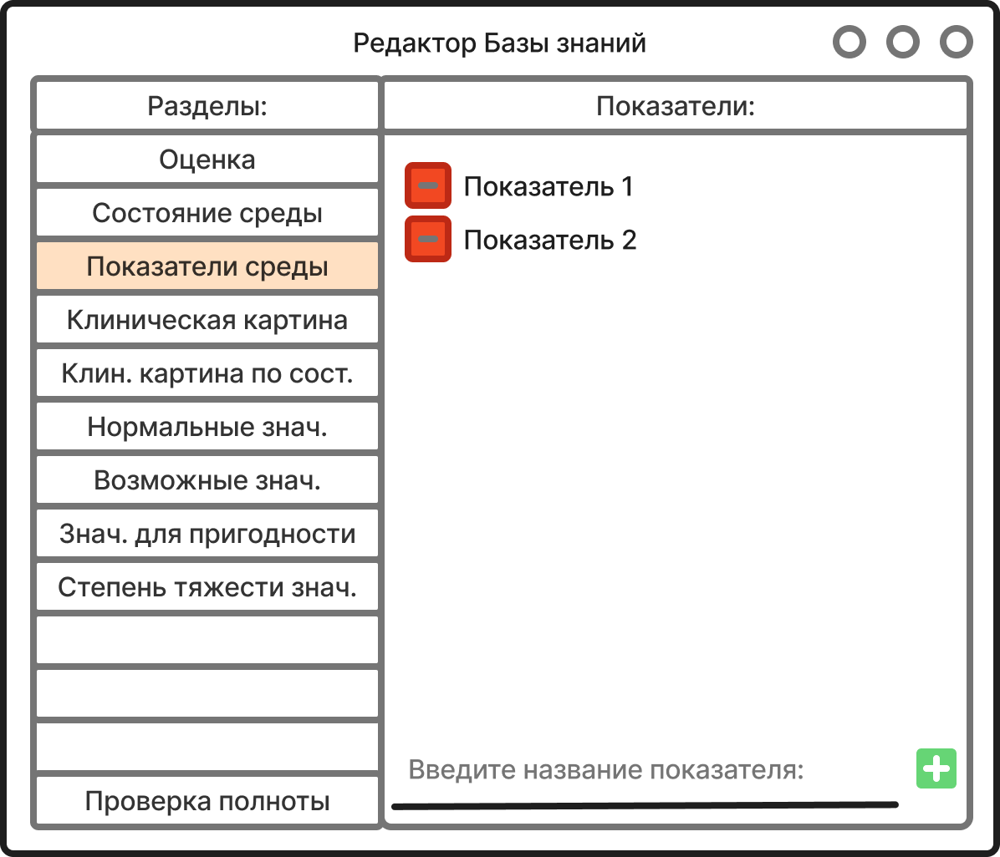 Редактор Базы знаний
Разделы:
Оценка
Состояние среды
Показатели среды
Клиническая картина
Клин. картина по сост.
Нормальные знач.
Возможные знач.
Знач. для пригодности
Степень тяжести знач.
Проверка полноты
Показатели:
Показатель 1
Показатель 2
Введите название показателя: